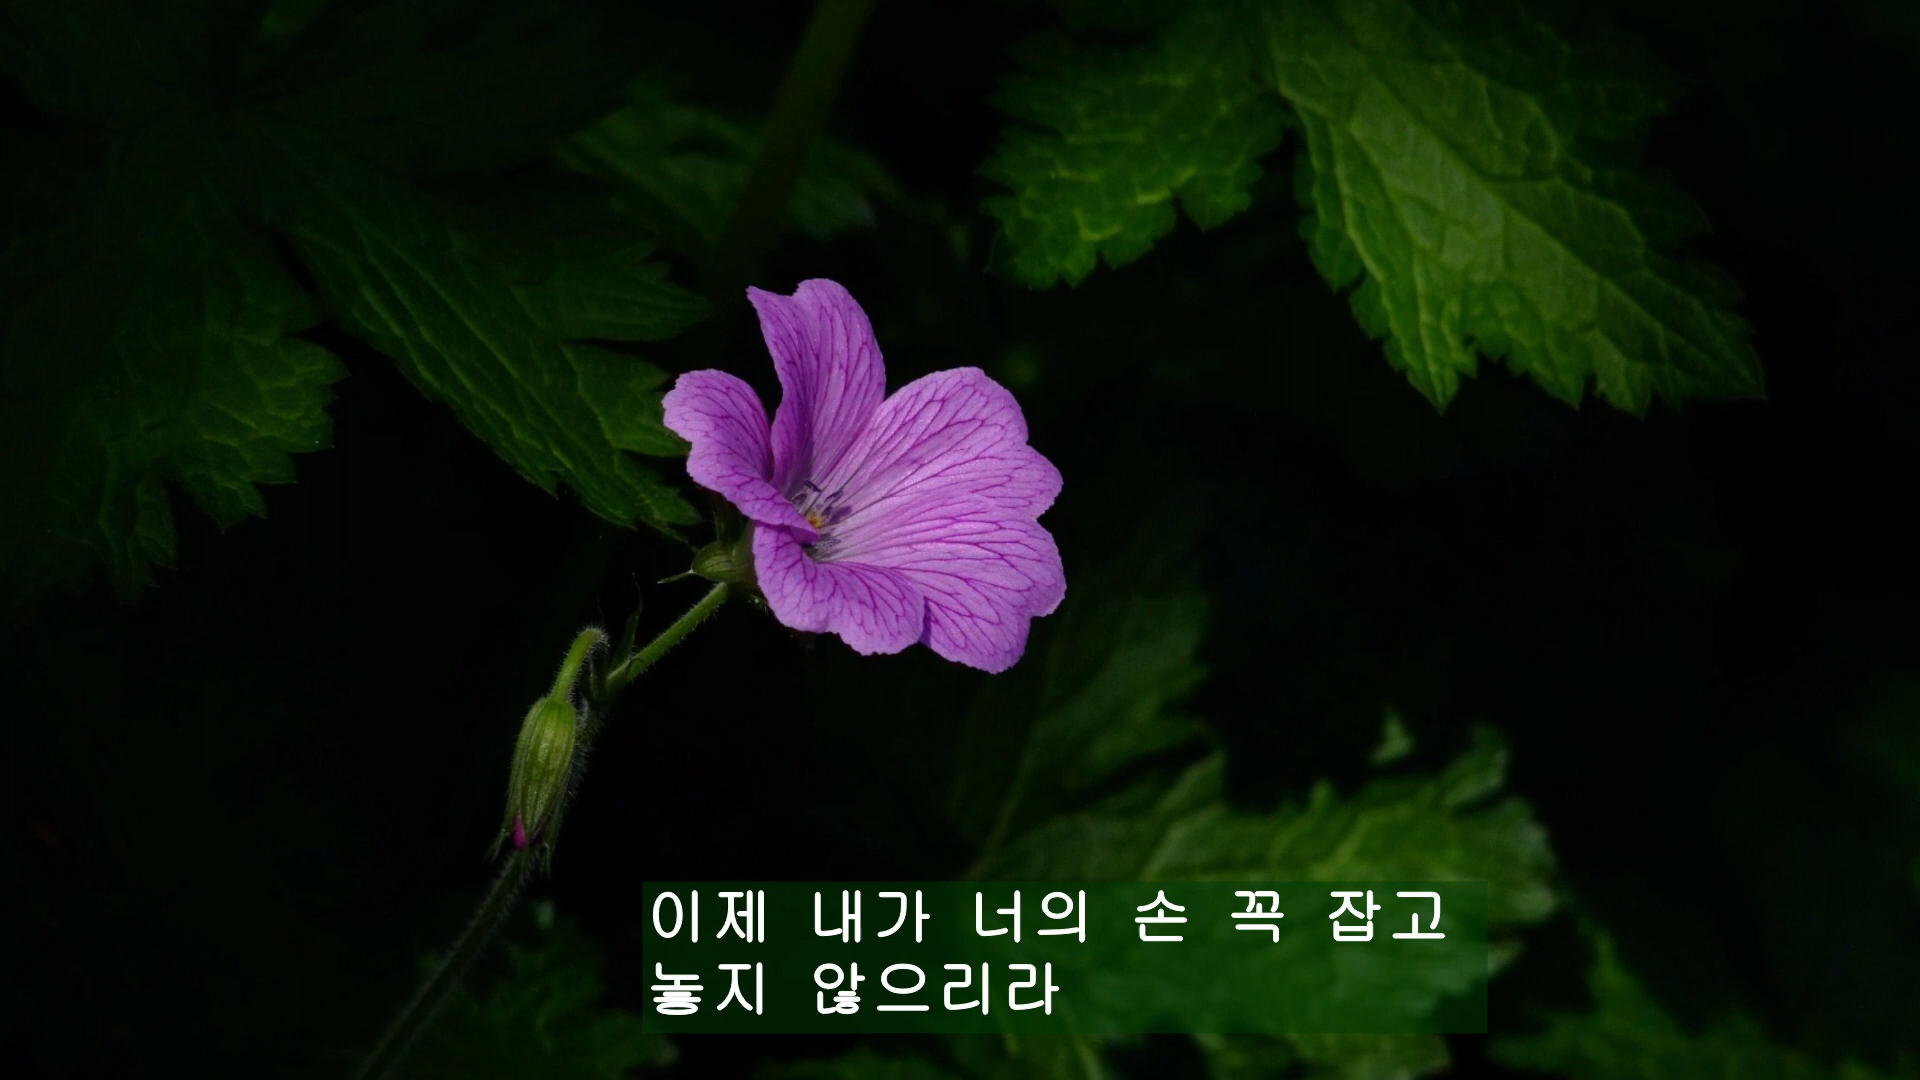 이제 내가 너의 손 꼭 잡고
놓지 않으리라